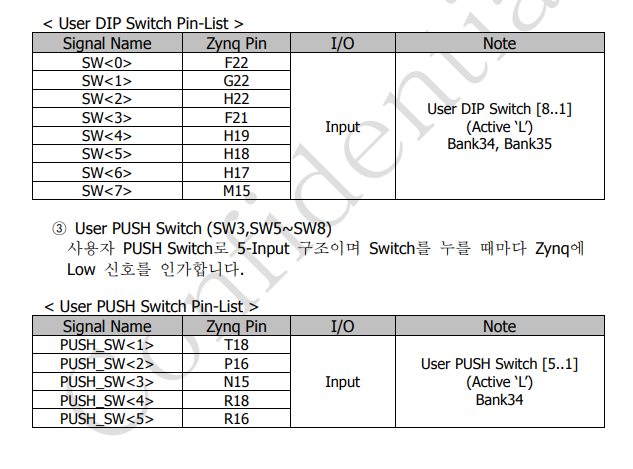 < User DIP Switch Pin-List >
Signal Name Zynq Pin I/O Note
SW<0> F22
SW<1> G22
SW<2> H22
SW<3> F21
SW<4> H19
SW<5> H18
SW<6> H17
SW<7> M15
Input
User DIP Switch [8..1]
(Active ‘L’)
Bank34, Bank35
③ User PUSH Switch (SW3,SW5~SW8)
사용자 PUSH Switch로 5-Input 구조이며 Switch를 누를 때마다 Zynq에
Low 신호를 인가합니다.
< User PUSH Switch Pin-List >
Signal Name Zynq Pin I/O Note
PUSH_SW<1> T18
PUSH_SW<2> P16
PUSH_SW<3> N15
PUSH_SW<4> R18
PUSH_SW<5> R16
Input
User PUSH Switch [5..1]
(Active ‘L’)
Bank34
Confidential